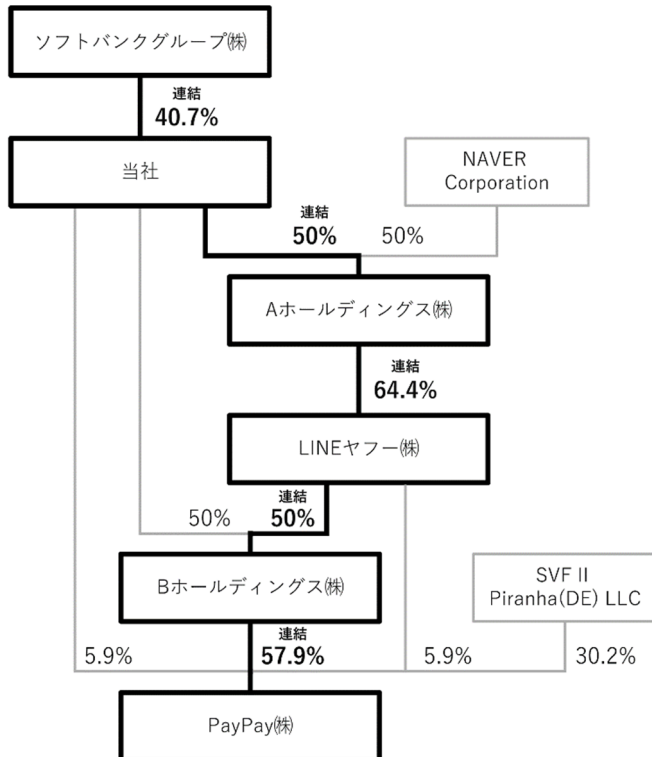 ソフトバンクグループ㈱
連結
40.7%
当社
NAVER
Corporation
連結
50%
50%
Aホールディングス㈱
連結
64.4%
LINEヤフー㈱
50%
連結
50%
Bホールディングス㈱
SVF II
Piranha(DE) LLC
5.9%
連結
57.9%
5.9%
30.2%
PayPay㈱